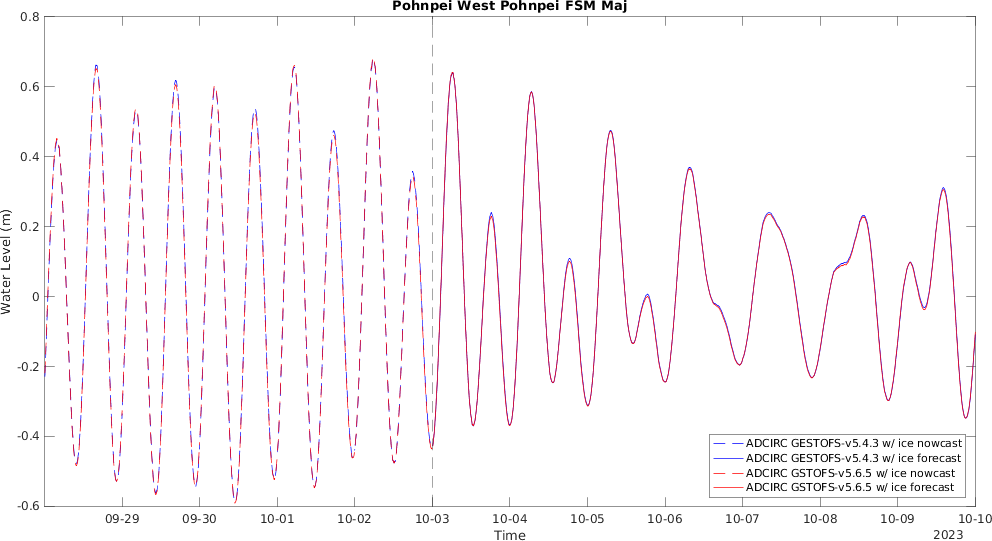 Pohnpei West Pohnpei FSM Maj
0.8
0.6
0.4
0.2
0
-0.2
-0.4
-0.6
Water Level (m)
ADCIRC GESTOFS-v5.4.3 w/ ice nowcast
ADCIRC GESTOFS-v5.4.3 w/ ice forecast
ADCIRC GSTOFS-v5.6.5 w/ ice nowcast
ADCIRC GSTOFS-v5.6.5 w/ ice forecast
09-29 09-30 10-01 10-02 10-03 10-04 10-05 10-06 10-07 10-08 10-09 10-10
Time
2023